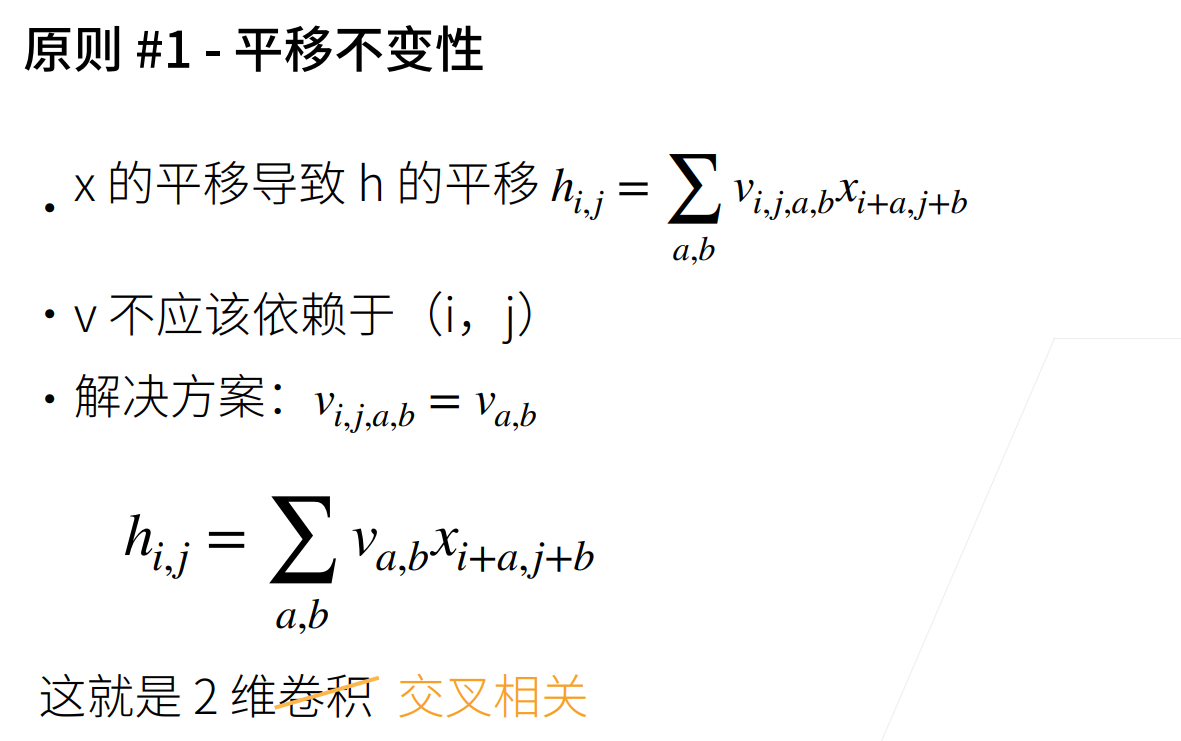 原则 #1 - 平移不变性
• x 的平移导致 h 的平移 h_{i,j} = ∑_{a,b} v_{i,j,a,b} x_{i+a,j+b}
• v 不应该依赖于（i，j）
• 解决方案： v_{i,j,a,b} = v_{a,b}
h_{i,j} = ∑_{a,b} v_{a,b} x_{i+a,j+b}
这就是 2 维卷积 交叉相关